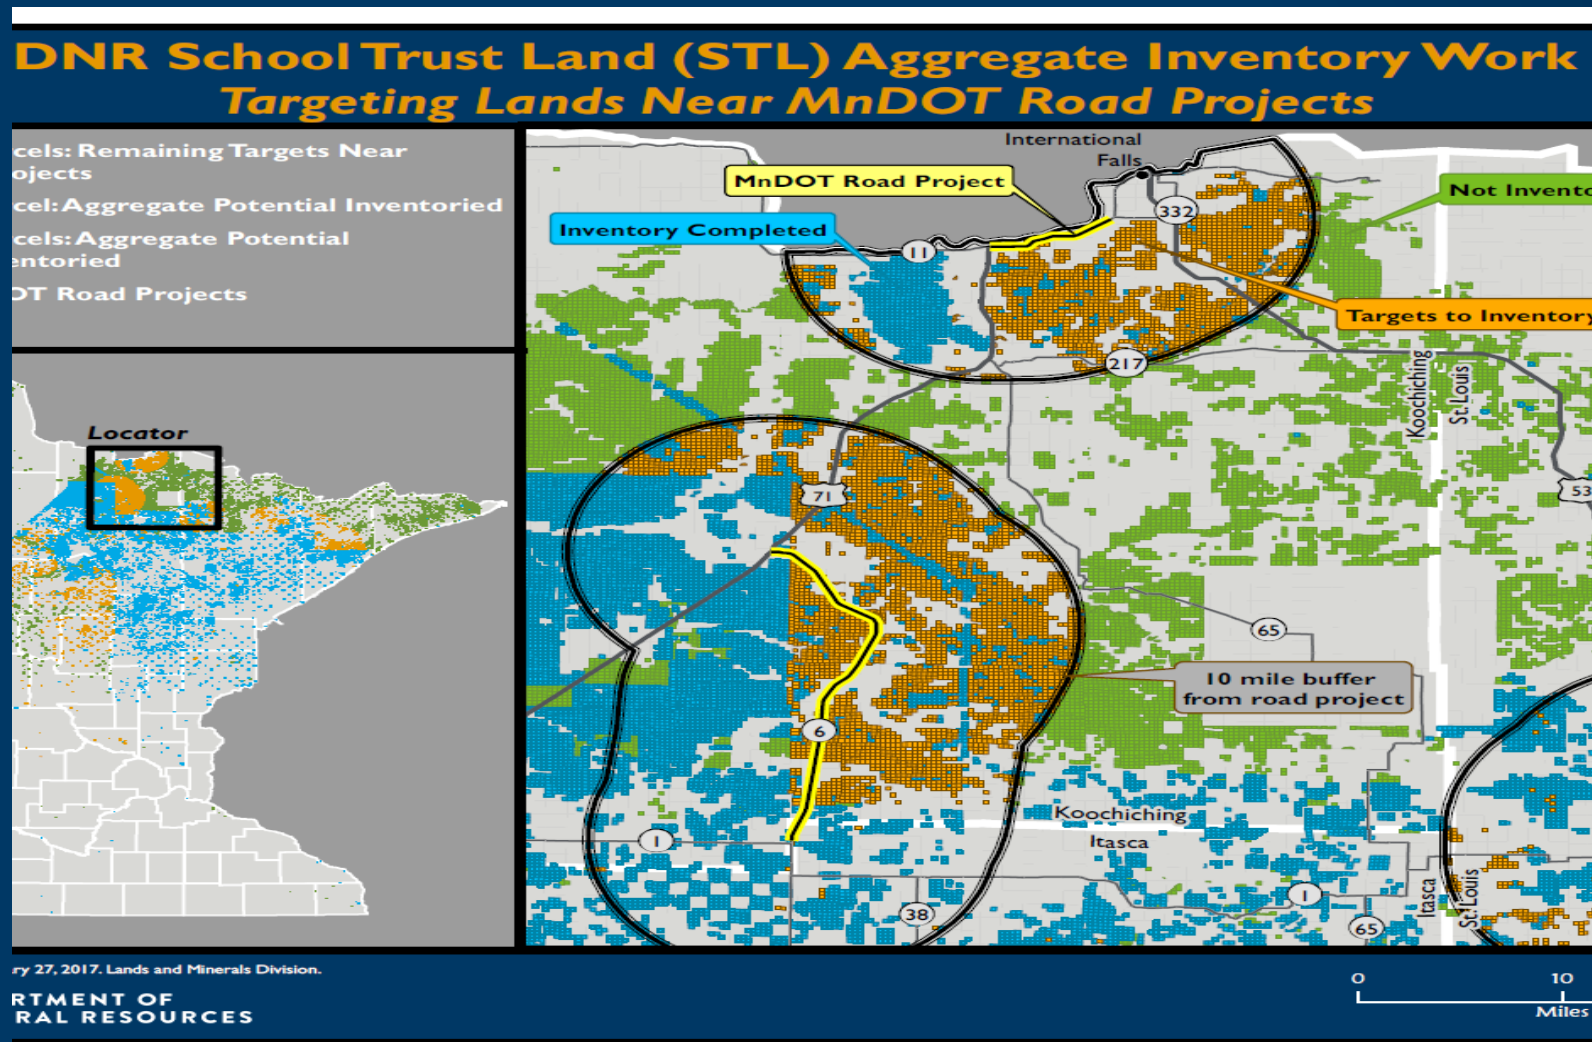 DNR School Trust Land (STL) Aggregate Inventory Work
Targeting Lands Near MnDOT Road Projects
cels: Remaining Targets Near
ojects
cel: Aggregate Potential Inventoried
cels: Aggregate Potential
entoried
OT Road Projects
Locator
International
Falls
MnDOT Road Project
332
Not Invento
Inventory Completed
11
Targets to Inventory
217
Koochiching
St. Louis
71
53
65
10 mile buffer
from road project
6
Koochiching
1
Itasca
1
38
65
Itasca
St. Louis
ry 27, 2017. Lands and Minerals Division.
RTMENT OF
RAL RESOURCES
0 10
Miles